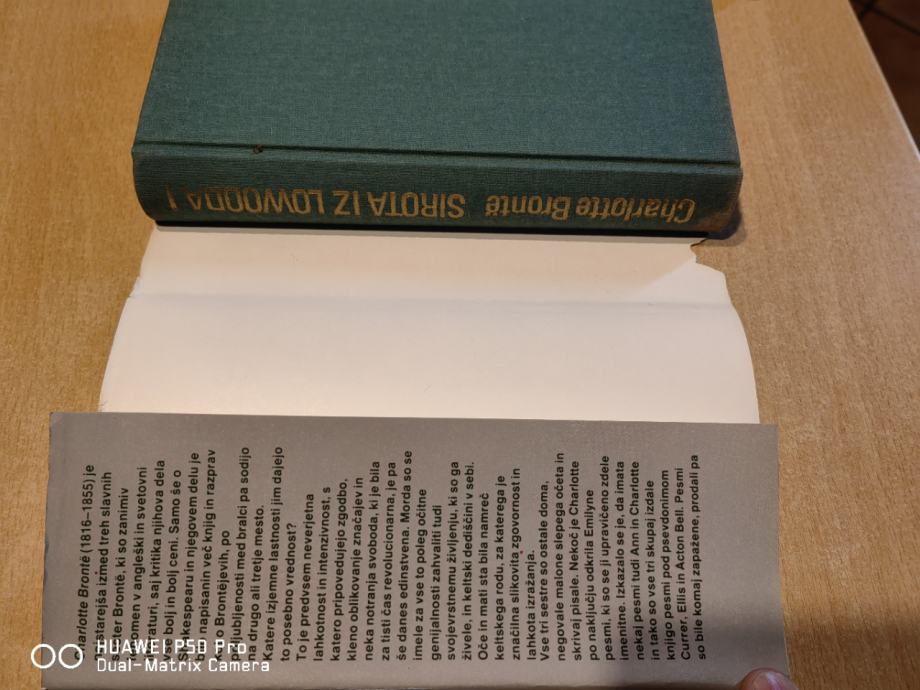 Charlotte Brontë SIROTA IZ LOWOODA I
Charlotte Brontë (1816–1855) je
najstarejša izmed treh slavnih
sester Brontë, ki so zanimiv
fenomen v angleški in svetovni
literaturi, saj kritika njihova dela
vse bolj in bolj ceni. Samo še o
Shakespearu in njegovem delu je
bilo napisanih več knjig in razprav
kot o Brontëjevih, po
priljubljenosti med bralci pa sodijo
na drugo ali tretje mesto.
Katere izjemne lastnosti jim dajejo
to posebno vrednost?
To je predvsem neverjetna
lahkotnost in intenzivnost, s
katero pripovedujejo zgodbo,
kleno oblikovanje značajev in
neka notranja svoboda, ki je bila
za tisti čas revolucionarna, je pa
še danes edinstvena. Morda so se
imele za vse to poleg očitne
genijalnosti zahvaliti tudi
svojevrstnemu življenju, ki so ga
živele, in keltski dediščini v sebi.
Oče in mati sta bila namreč
keltskega rodu, za katerega je
značilna slikovita zgovornost in
lahkota izražanja.
Vse tri sestre so ostale doma,
negovale malone slepega očeta in
skrivaj pisale. Nekoč je Charlotte
po naključju odkrila Emilyne
pesmi, ki so se ji upravičeno zdele
imenitne. Izkazalo se je, da imata
nekaj pesmi tudi Ann in Charlotte
in tako so vse tri skupaj izdale
knjigo pesmi pod psevdonimom
Currer, Ellis in Acton Bell. Pesmi
so bile komaj zapažene, prodali pa
HUAWEI P50 Pro
Dual-Matrix Camera